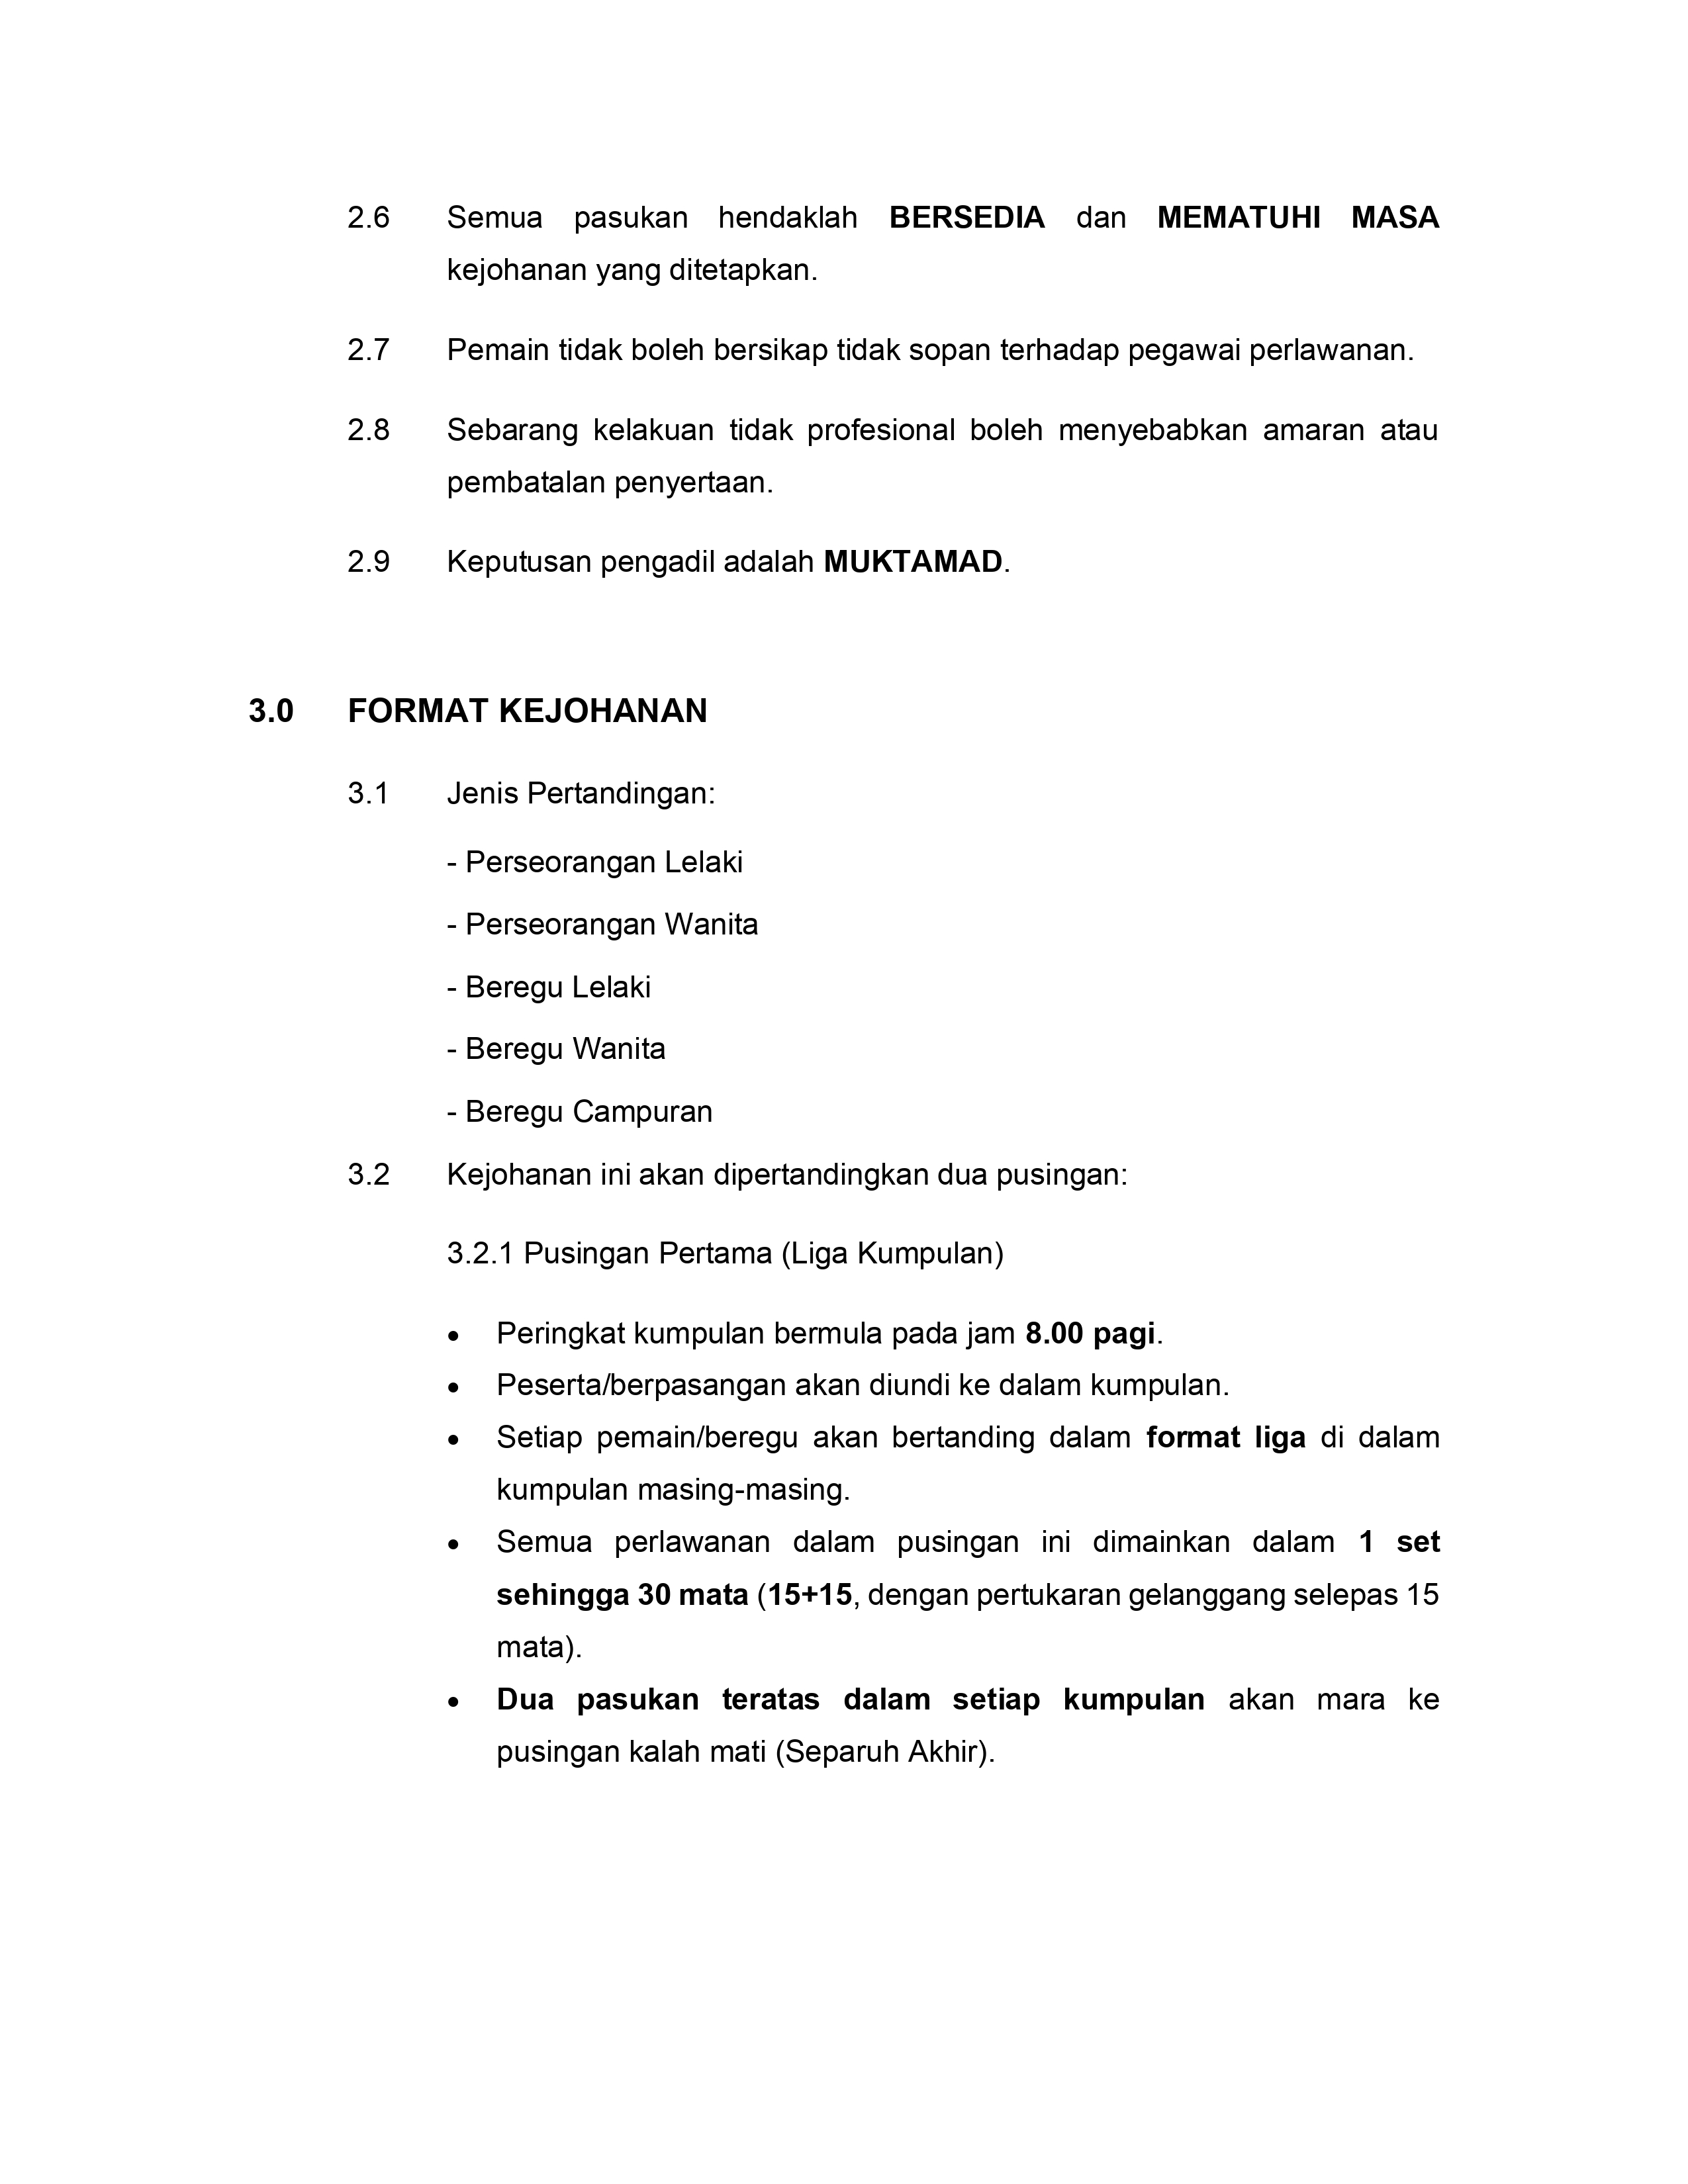 2.6 Semua pasukan hendaklah BERSEDIA dan MEMATUHI MASA
kejohanan yang ditetapkan.
2.7 Pemain tidak boleh bersikap tidak sopan terhadap pegawai perlawanan.
2.8 Sebarang kelakuan tidak profesional boleh menyebabkan amaran atau
pembatalan penyertaan.
2.9 Keputusan pengadil adalah MUKTAMAD.
3.0 FORMAT KEJOHANAN
3.1 Jenis Pertandingan:
- Perseorangan Lelaki
- Perseorangan Wanita
- Beregu Lelaki
- Beregu Wanita
- Beregu Campuran
3.2 Kejohanan ini akan dipertandingkan dua pusingan:
3.2.1 Pusingan Pertama (Liga Kumpulan)
• Peringkat kumpulan bermula pada jam 8.00 pagi.
• Peserta/berpasangan akan diundi ke dalam kumpulan.
• Setiap pemain/beregu akan bertanding dalam format liga di dalam
kumpulan masing-masing.
• Semua perlawanan dalam pusingan ini dimainkan dalam 1 set
sehingga 30 mata (15+15, dengan pertukaran gelanggang selepas 15
mata).
• Dua pasukan teratas dalam setiap kumpulan akan mara ke
pusingan kalah mati (Separuh Akhir).